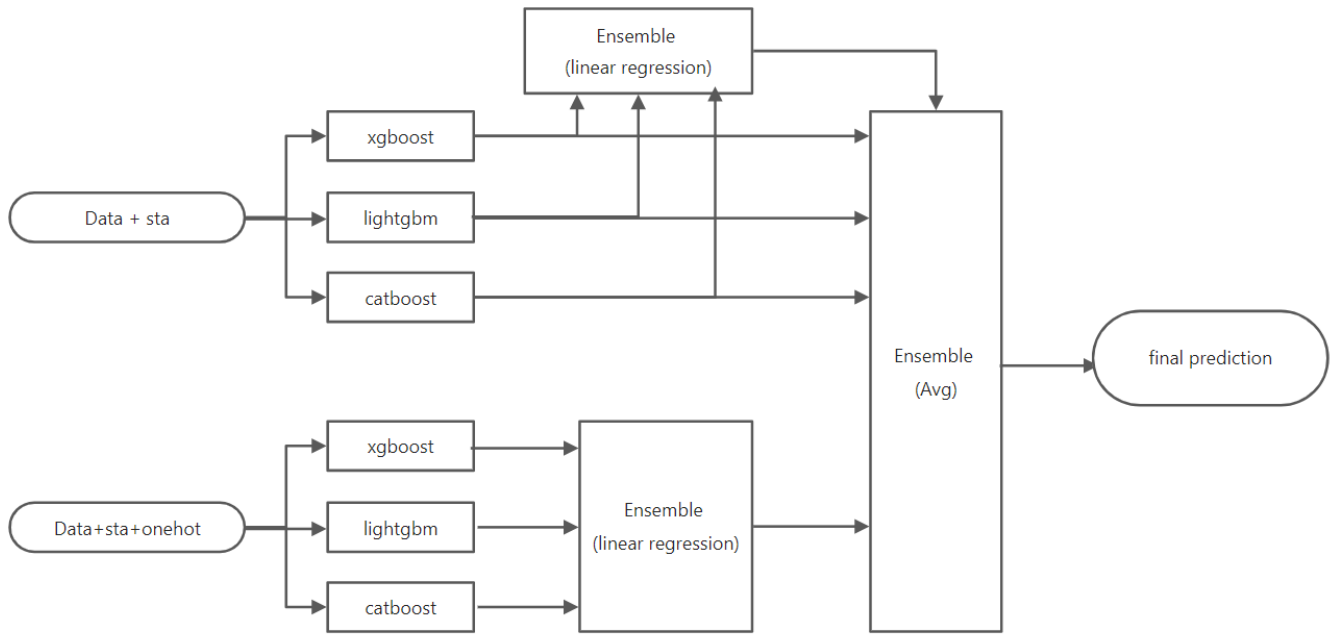 Ensemble
(linear regression)
xgboost
Data + sta
lightgbm
catboost
Ensemble
(Avg)
final prediction
xgboost
Data+sta+onehot
lightgbm
catboost
Ensemble
(linear regression)